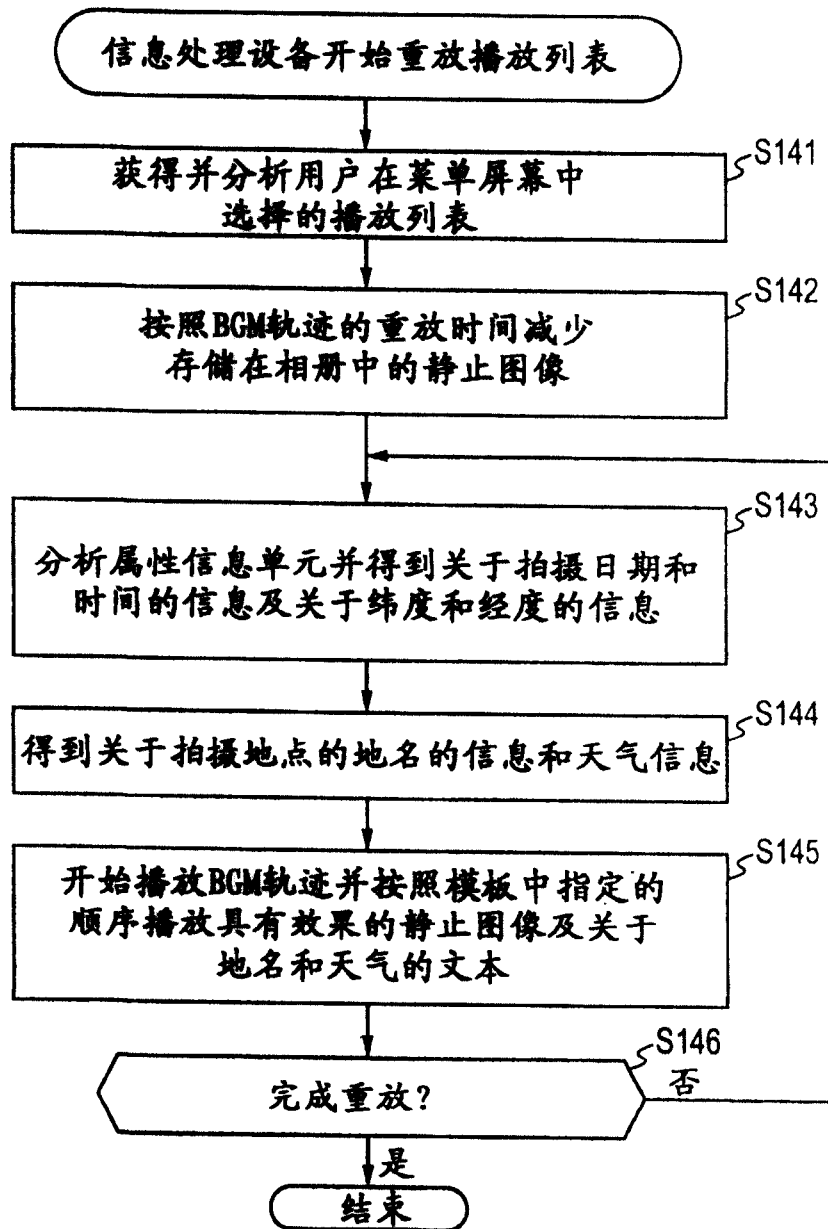 信息处理设备开始重放播放列表
S141
获得并分析用户在菜单屏幕中
选择的播放列表
S142
按照BGM轨迹的重放时间减少
存储在相册中的静止图像
S143
分析属性信息单元并得到关于拍摄日期和
时间的信息及关于纬度和经度的信息
S144
得到关于拍摄地点的地名的信息和天气信息
S145
开始播放BGM轨迹并按照模板中指定的
顺序播放具有效果的静止图像及关于
地名和天气的文本
S146
完成重放?
否
是
结束